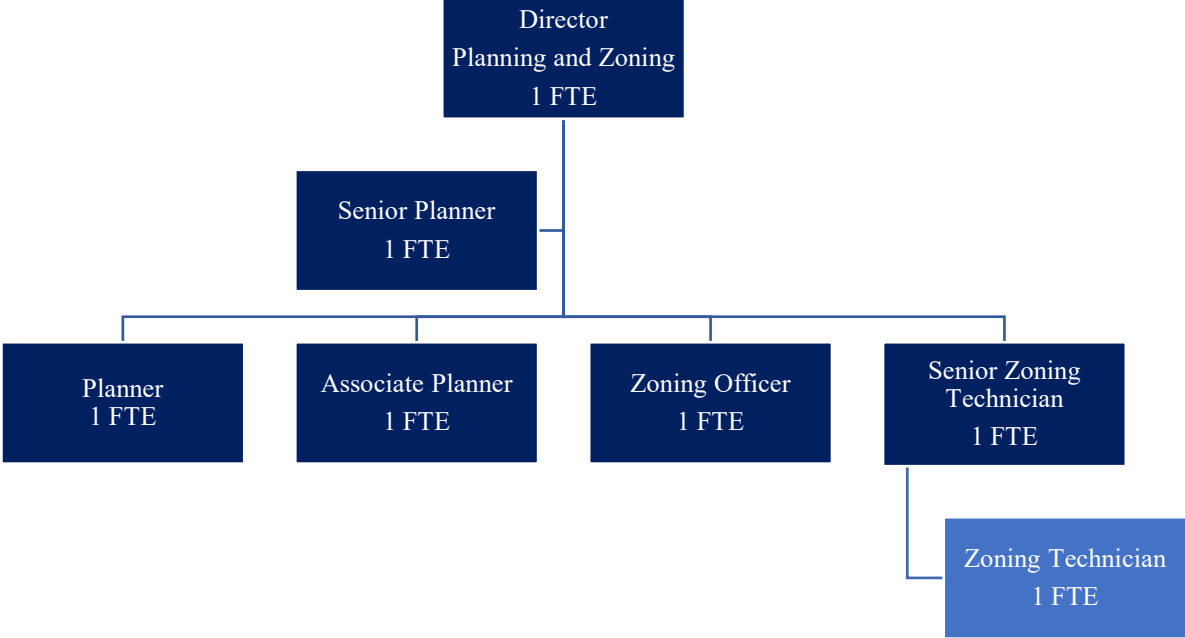 Director
Planning and Zoning
1 FTE
Senior Planner
1 FTE
Planner
1 FTE
Associate Planner
1 FTE
Zoning Officer
1 FTE
Senior Zoning
Technician
1 FTE
Zoning Technician
1 FTE